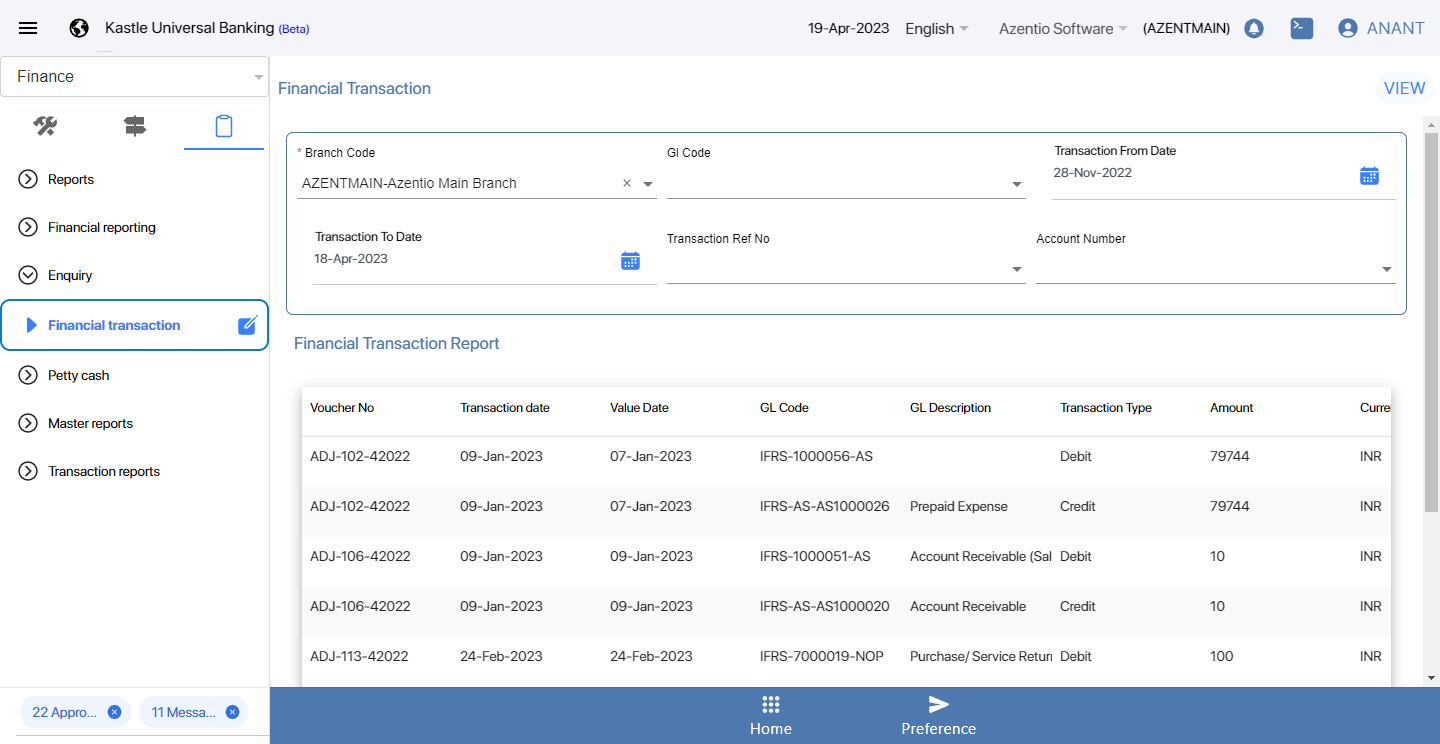 Kastle Universal Banking (Beta)
19-Apr-2023 English Azentio Software (AZENTMAIN) ANANT
Finance
Reports
Financial reporting
Enquiry
Financial transaction
Petty cash
Master reports
Transaction reports
22 Appro... 11 Messa...
Financial Transaction VIEW
* Branch Code Gl Code Transaction From Date
AZENTMAIN-Azentio Main Branch × 28-Nov-2022
Transaction To Date Transaction Ref No Account Number
18-Apr-2023
Financial Transaction Report
Voucher No Transaction date Value Date GL Code GL Description Transaction Type Amount Curre
ADJ-102-42022 09-Jan-2023 07-Jan-2023 IFRS-1000056-AS Debit 79744 INR
ADJ-102-42022 09-Jan-2023 07-Jan-2023 IFRS-AS-AS1000026 Prepaid Expense Credit 79744 INR
ADJ-106-42022 09-Jan-2023 09-Jan-2023 IFRS-1000051-AS Account Receivable (Sal Debit 10 INR
ADJ-106-42022 09-Jan-2023 09-Jan-2023 IFRS-AS-AS1000020 Account Receivable Credit 10 INR
ADJ-113-42022 24-Feb-2023 24-Feb-2023 IFRS-7000019-NOP Purchase/ Service Retur Debit 100 INR
Home Preference